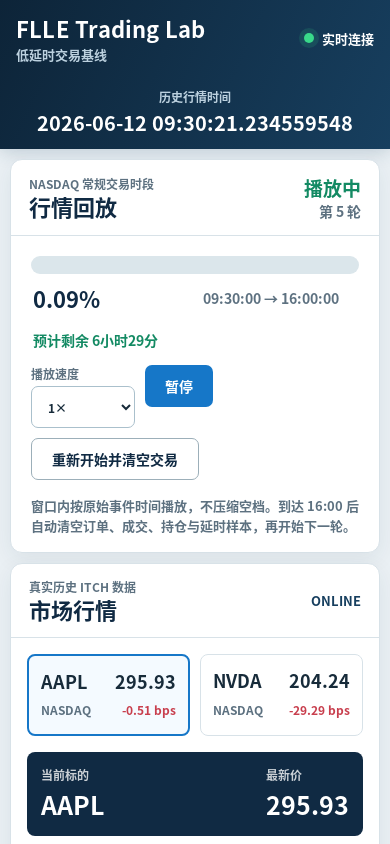 FLLE Trading Lab
低延时交易基线
实时连接
历史行情时间
2026-06-12 09:30:21.234559548
NASDAQ 常规交易时段
行情回放
播放中
第 5 轮
0.09%
09:30:00 → 16:00:00
预计剩余 6小时29分
播放速度
1×
暂停
重新开始并清空交易
窗口内按原始事件时间播放，不压缩空档。到达 16:00 后
自动清空订单、成交、持仓与延时样本，再开始下一轮。
真实历史 ITCH 数据
市场行情
ONLINE
AAPL 295.93
NASDAQ -0.51 bps
NVDA 204.24
NASDAQ -29.29 bps
当前标的
AAPL
最新价
295.93